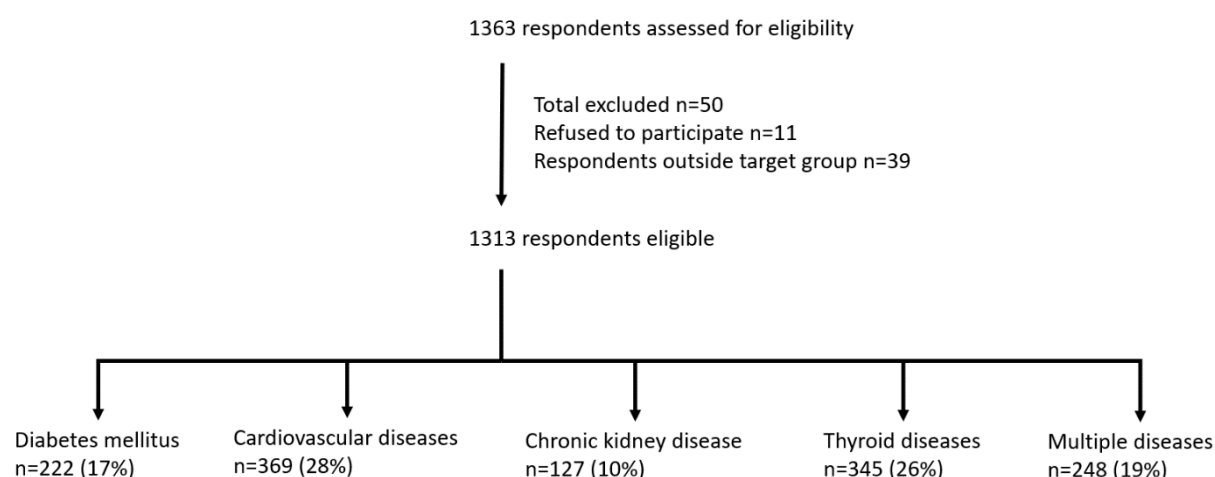 1363 respondents assessed for eligibility
Total excluded n=50
Refused to participate n=11
Respondents outside target group n=39
1313 respondents eligible
Diabetes mellitus
n=222 (17%)
Cardiovascular diseases
n=369 (28%)
Chronic kidney disease
n=127 (10%)
Thyroid diseases
n=345 (26%)
Multiple diseases
n=248 (19%)